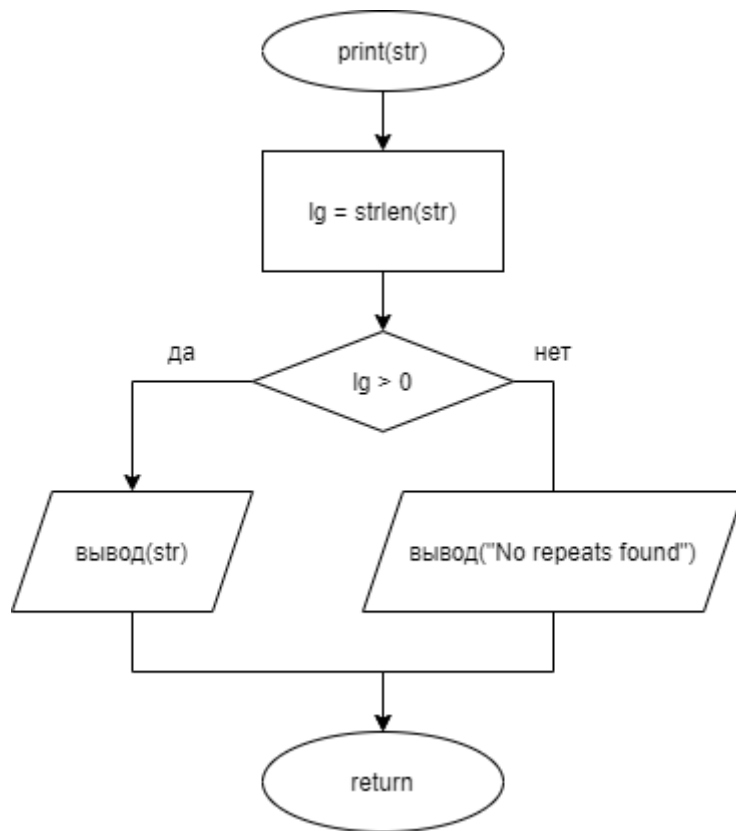 print(str)
lg = strlen(str)
да
нет
lg > 0
вывод(str)
вывод("No repeats found")
return